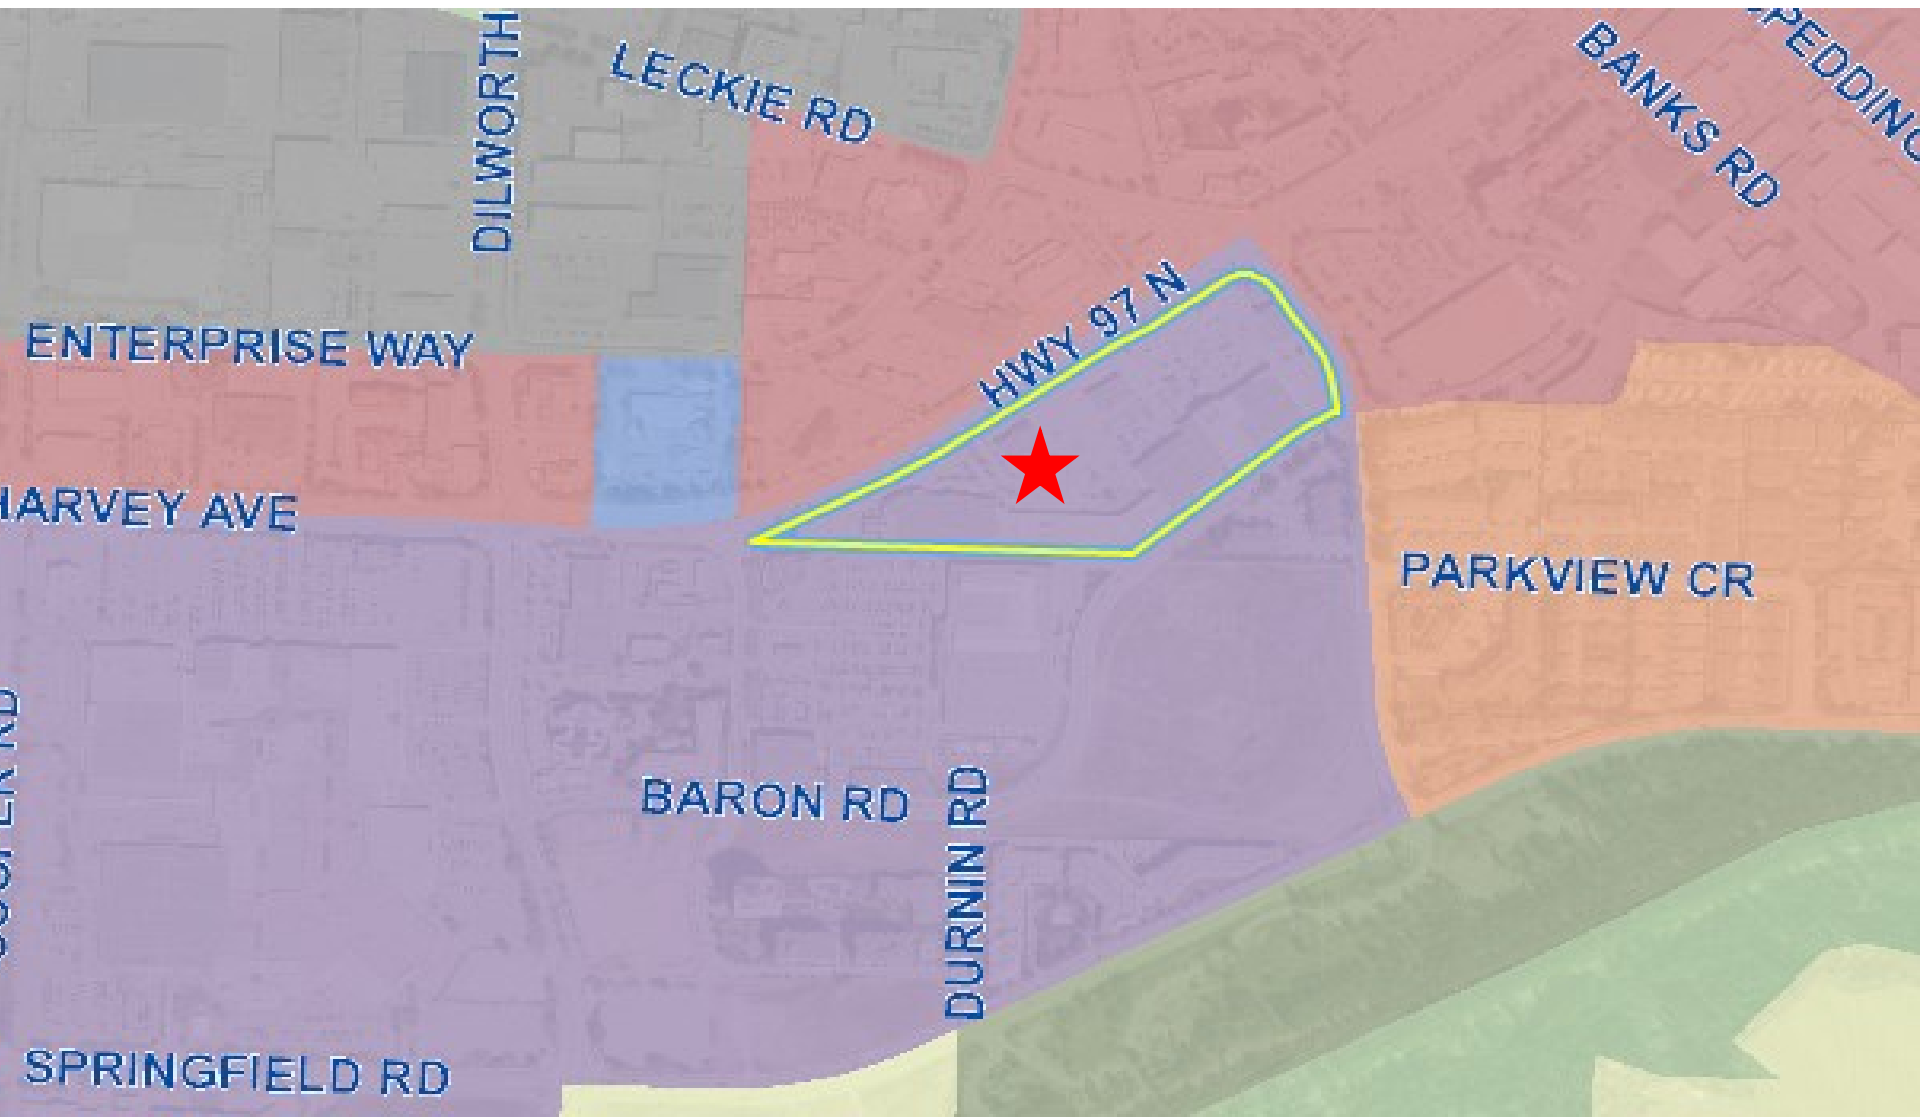 DILWORTH
LECKIE RD
BANKS RD
HWY 97 N
ENTERPRISE WAY
HARVEY AVE
PARKVIEW CR
BARON RD
DURNIN RD
SPRINGFIELD RD